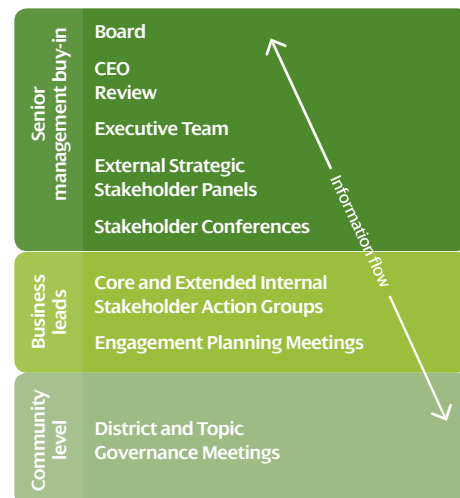 Senior
management buy-in
Board
CEO
Review
Executive Team
External Strategic
Stakeholder Panels
Stakeholder Conferences
Information flow
Business
leads
Core and Extended Internal
Stakeholder Action Groups
Engagement Planning Meetings
Community
level
District and Topic
Governance Meetings